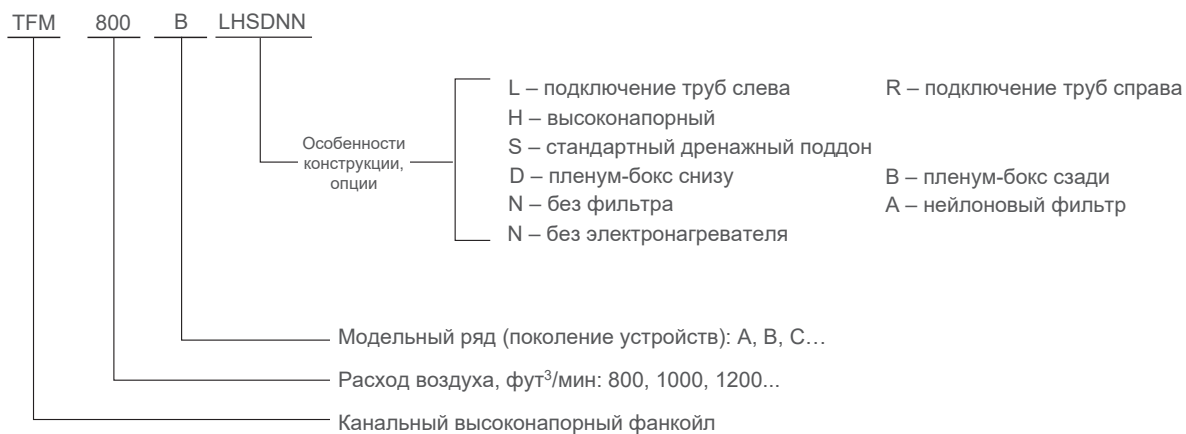 TFM 800 B LHSDNN
Особенности
конструкции,
опции
L – подключение труб слева
R – подключение труб справа
H – высоконапорный
S – стандартный дренажный поддон
D – пленум-бокс снизу
B – пленум-бокс сзади
N – без фильтра
A – нейлоновый фильтр
N – без электронагревателя
Модельный ряд (поколение устройств): A, B, C…
Расход воздуха, фут³/мин: 800, 1000, 1200...
Канальный высоконапорный фанкойл